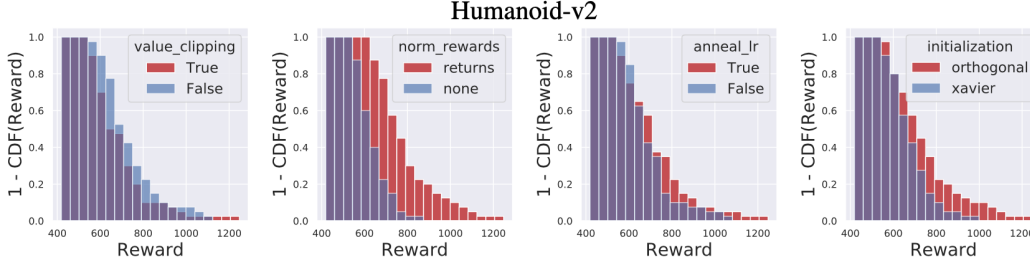 Humanoid-v2
1 - CDF(Reward)
1.0
0.8
0.6
0.4
0.2
0.0
value_clipping
True
False
400 600 800 1000 1200
Reward
1 - CDF(Reward)
1.0
0.8
0.6
0.4
0.2
0.0
norm_rewards
returns
none
400 600 800 1000 1200
Reward
1 - CDF(Reward)
1.0
0.8
0.6
0.4
0.2
0.0
anneal_lr
True
False
400 600 800 1000 1200
Reward
1 - CDF(Reward)
1.0
0.8
0.6
0.4
0.2
0.0
initialization
orthogonal
xavier
400 600 800 1000 1200
Reward